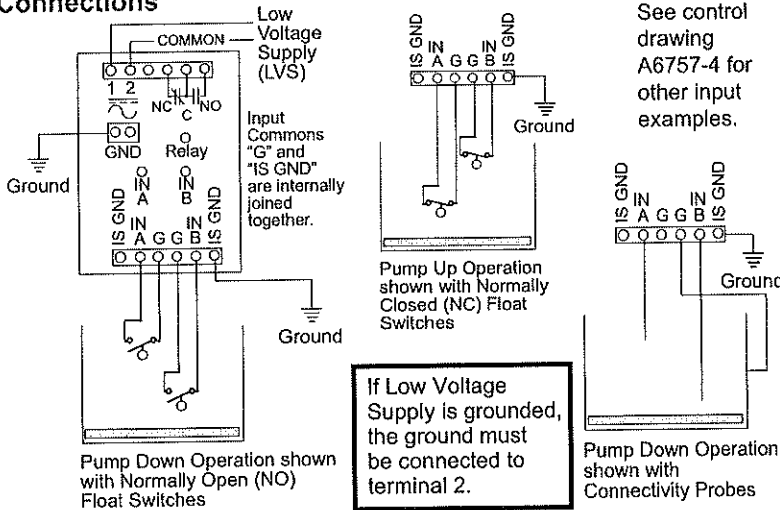 Connections
Low
Voltage
Supply
(LVS)
COMMON
1 2
NC
C
NO
GND
Relay
Ground
IN
A
IN
B
IS GND
IN
A
G
G
IN
B
IS GND
Input
Commons
"G" and
"IS GND"
are internally
joined
together.
Ground
Pump Down Operation shown
with Normally Open (NO)
Float Switches
IS GND
IN
A
G
G
IN
B
IS GND
Ground
Pump Up Operation
shown with Normally
Closed (NC) Float
Switches
If Low Voltage
Supply is grounded,
the ground must
be connected to
terminal 2.
See control
drawing
A6757-4 for
other input
examples.
IS GND
IN
A
G
G
IN
B
IS GND
Ground
Pump Down Operation
shown with
Connectivity Probes